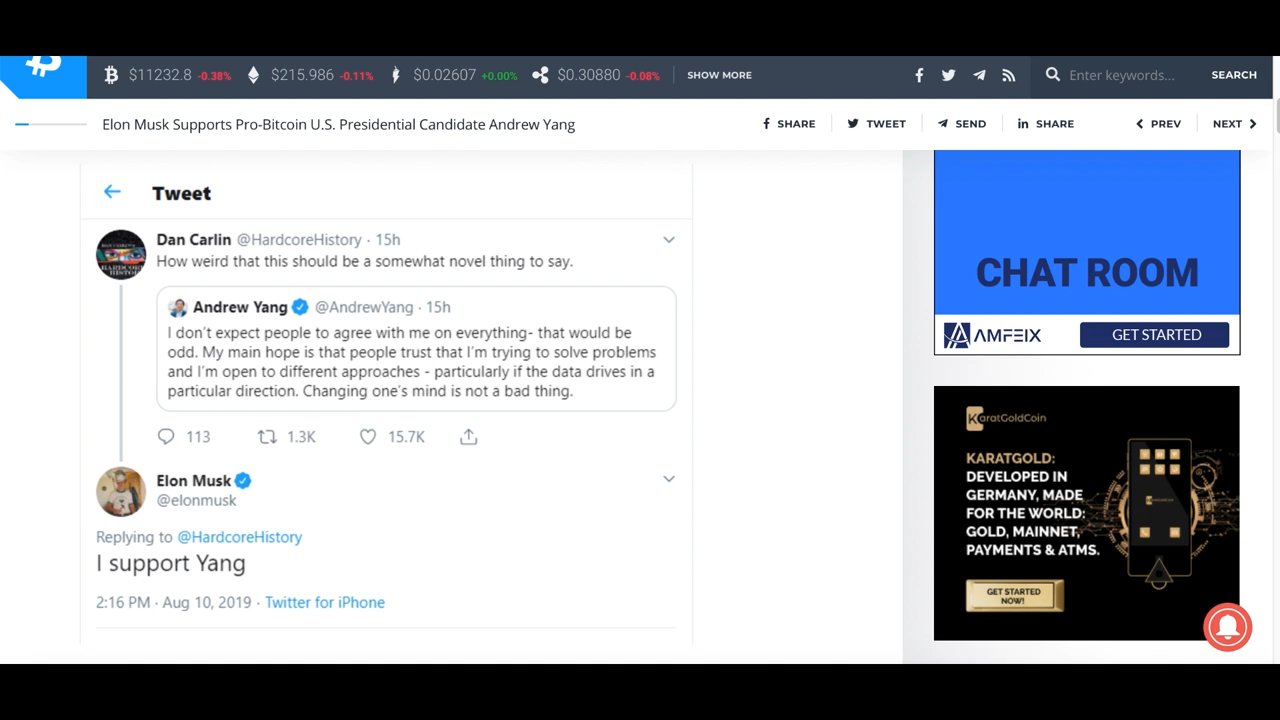 $11232.8 -0.38% $215.986 -0.11% $0.02607 +0.00% $0.30880 -0.08% SHOW MORE Enter keywords... SEARCH
Elon Musk Supports Pro-Bitcoin U.S. Presidential Candidate Andrew Yang SHARE TWEET SEND SHARE PREV NEXT
Tweet
Dan Carlin @HardcoreHistory · 15h
How weird that this should be a somewhat novel thing to say.
Andrew Yang @AndrewYang · 15h
I don't expect people to agree with me on everything- that would be
odd. My main hope is that people trust that I'm trying to solve problems
and I'm open to different approaches - particularly if the data drives in a
particular direction. Changing one's mind is not a bad thing.
113 1.3K 15.7K
Elon Musk
@elonmusk
Replying to @HardcoreHistory
I support Yang
2:16 PM · Aug 10, 2019 · Twitter for iPhone
CHAT ROOM
AMFEIX GET STARTED
KaratGoldCoin
KARATGOLD:
DEVELOPED IN
GERMANY, MADE
FOR THE WORLD:
GOLD, MAINNET,
PAYMENTS & ATMS.
GET STARTED
NOW!